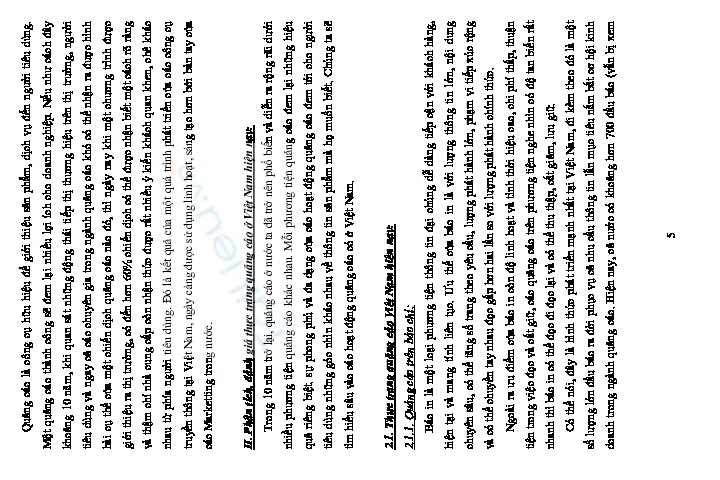 Quảng cáo là công cụ hữu hiệu để giới thiệu sản phẩm, dịch vụ đến người tiêu dùng.
Một quảng cáo thành công sẽ đem lại nhiều lợi ích cho doanh nghiệp. Nếu như cách đây
khoảng 10 năm, khi quan sát những động thái tiếp thị thương hiệu trên thị trường, người
tiêu dùng và ngay cả các chuyên gia trong ngành quảng cáo khó có thể nhận ra được hình
hài cụ thể của một chiến dịch quảng cáo nào đó, thì ngày nay khi một chương trình được
giới thiệu ra thị trường, có đến hơn 60% chiến dịch có thể được nhận biết một cách rõ ràng
và thậm chí nhà cung cấp còn nhận thức được rất nhiều ý kiến khách quan khen, chê khác
nhau từ phía người tiêu dùng. Đó là kết quả của một quá trình phát triển của các công cụ
truyền thông tại Việt Nam, ngày càng được sử dụng linh hoạt, sáng tạo hơn bởi bàn tay của
các Marketting trong nước.
II. Phân tích, đánh giá thực trạng quảng cáo ở Việt Nam hiện nay:
Trong 10 năm trở lại, quảng cáo ở nước ta đã trở nên phổ biến và diễn ra rộng rãi dưới
nhiều phương tiện quảng cáo khác nhau. Mỗi phương tiện quảng cáo đem lại những hiệu
quả riêng biệt, sự phong phú và đa dạng của các hoạt động quảng cáo đem tới cho người
tiêu dùng những góc nhìn khác nhau về thông tin sản phẩm mà họ muốn biết. Chúng ta sẽ
tìm hiểu sâu vào các hoạt động quảng cáo có ở Việt Nam.
2.1. Thực trạng quảng cáo Việt Nam hiện nay:
2.1.1. Quảng cáo trên báo chí:
Báo in là một loại phương tiện thông đại chúng dễ dàng tiếp cận với khách hàng,
hiện tại và mang tính liên tục. Ưu thế của báo in là với lượng thông tin lớn, nội dung
chuyên sâu, có thể tăng số trang theo yêu cầu, lượng phát hành lớn, phạm vi tiếp xúc rộng
và có thể chuyền tay nhau đọc gấp hơn hai lần so với lượng phát hành chính thức.
Ngoài ra ưu điểm của báo in còn độ linh hoạt và tính thời hiệu cao, chi phí thấp, thuận
tiện trong việc đọc và cất giữ, các quảng cáo trên phương tiện nghe nhìn có độ tan biến rất
nhanh thì báo in có thể đọc đi đọc lại và có thể thu thập, cất giấu, lưu giữ.
Có thể nói, đây là hình thức phát triển mạnh nhất tại Việt Nam, đi kèm theo đó là một
số lượng lớn đầu báo ra đời phục vụ cả nhu cầu thông tin lẫn mục tiêu nắm bắt cơ hội kinh
doanh trong ngành quảng cáo. Hiện nay, cả nước có khoảng hơn 700 đầu báo (vẫn bị xem
5